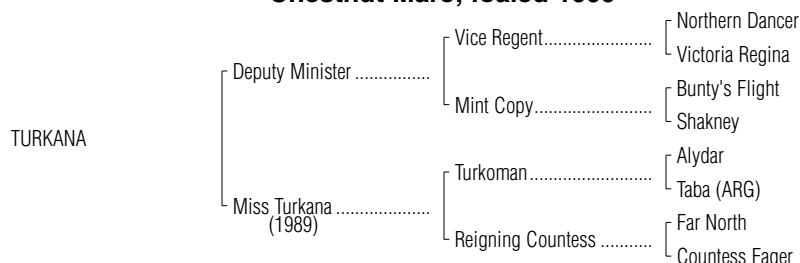 Chestnut Mare; foaled
Northern Dancer
Vice Regent
Victoria Regina
Deputy Minister
Bunty's Flight
Mint Copy
Shakney
TURKANA
Alydar
Turkoman
Taba (ARG)
Miss Turkana
(1989)
Far North
Reigning Countess
Countess Fager